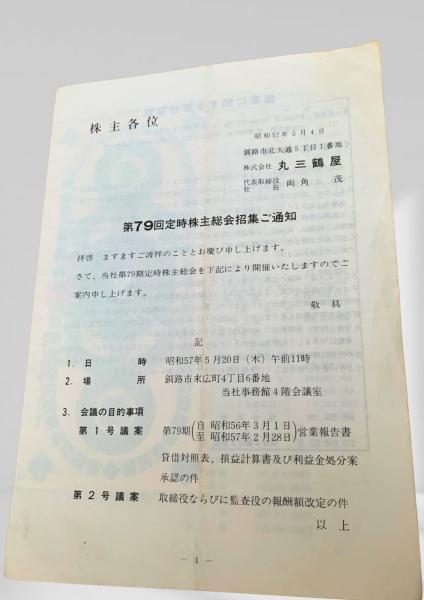 株主各位
昭和57年5月4日
釧路市北大通5丁目1番地
株式会社 丸三鶴屋
代表取締役社長 両角 茂
第79回定時株主総会招集ご通知
拝啓 ますますご清祥のこととお慶び申し上げます。
さて、当社第79期定時株主総会を下記により開催いたしますのでご
案内申し上げます。
敬具
記
1. 日時 昭和57年5月20日(木)午前11時
2. 場所 釧路市末広町4丁目6番地
当社事務館4階会議室
3. 会議の目的事項
第1号議案 第79期(自 昭和56年3月1日 至 昭和57年2月28日)営業報告書
貸借対照表、損益計算書及び利益金処分案
承認の件
第2号議案 取締役ならびに監査役の報酬額改定の件
以上
- 1 -